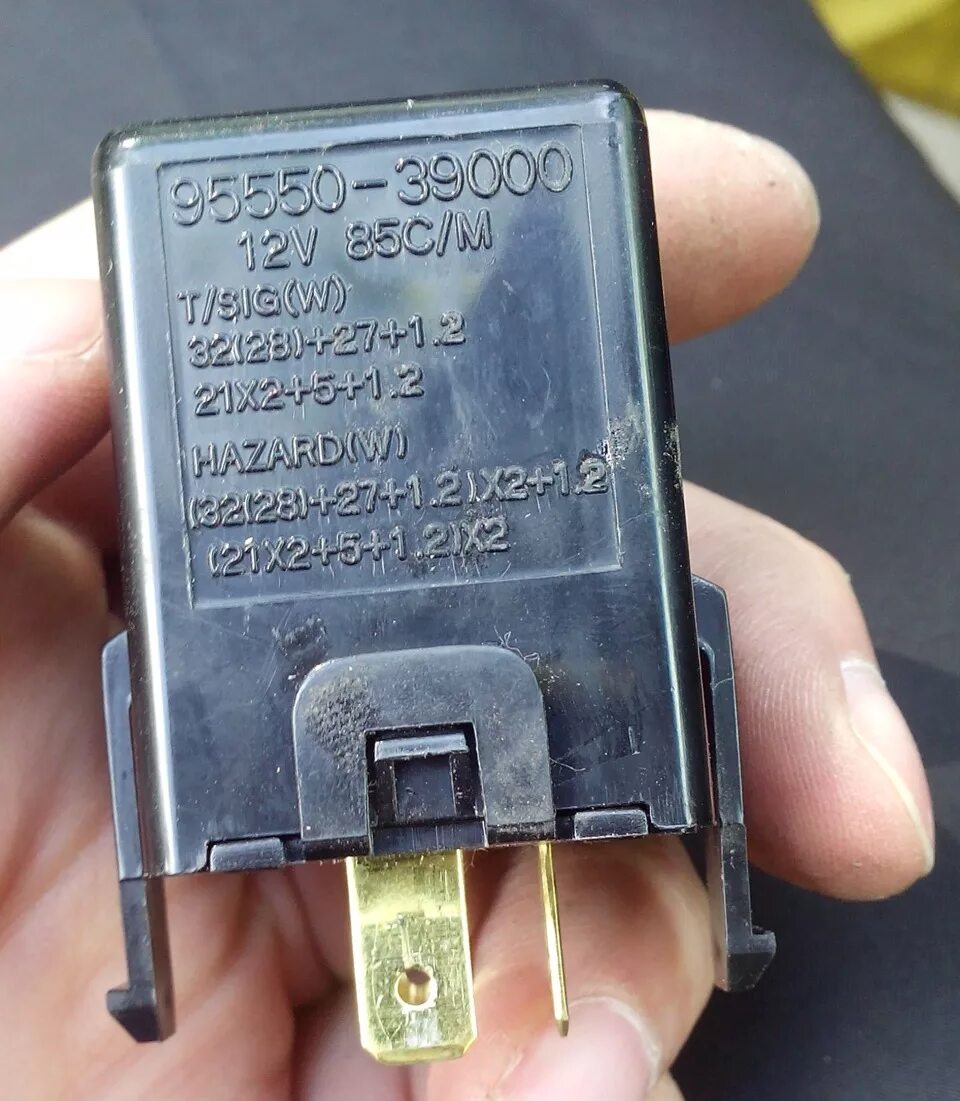 95550-39000
12V 85C/M
T/SIG(W)
32(28)+27+1.2
21X2+5+1.2
HAZARD(W)
(32(28)+27+1.2)X2+1.2
(21X2+5+1.2)X2